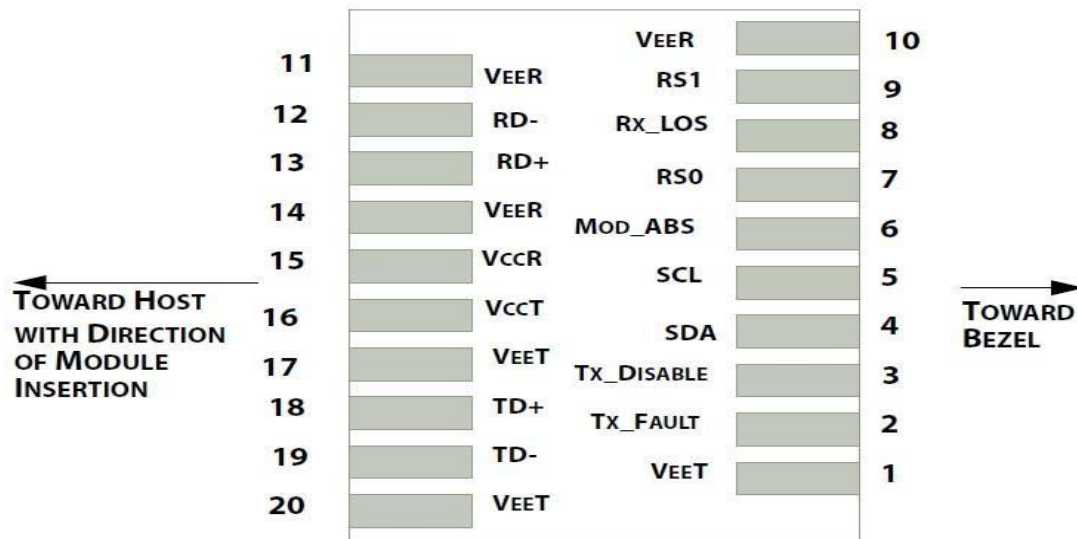 VEER 10
11 VEER
RS1 9
12 RD-
RX_LOS 8
13 RD+
RS0 7
14 VEER
MOD_ABS 6
15 VCCR
SCL 5
TOWARD HOST
WITH DIRECTION
OF MODULE
INSERTION
16 VCCT
SDA 4
TOWARD
BEZEL
17 VEET
TX_DISABLE 3
18 TD+
TX_FAULT 2
19 TD-
VEET 1
20 VEET